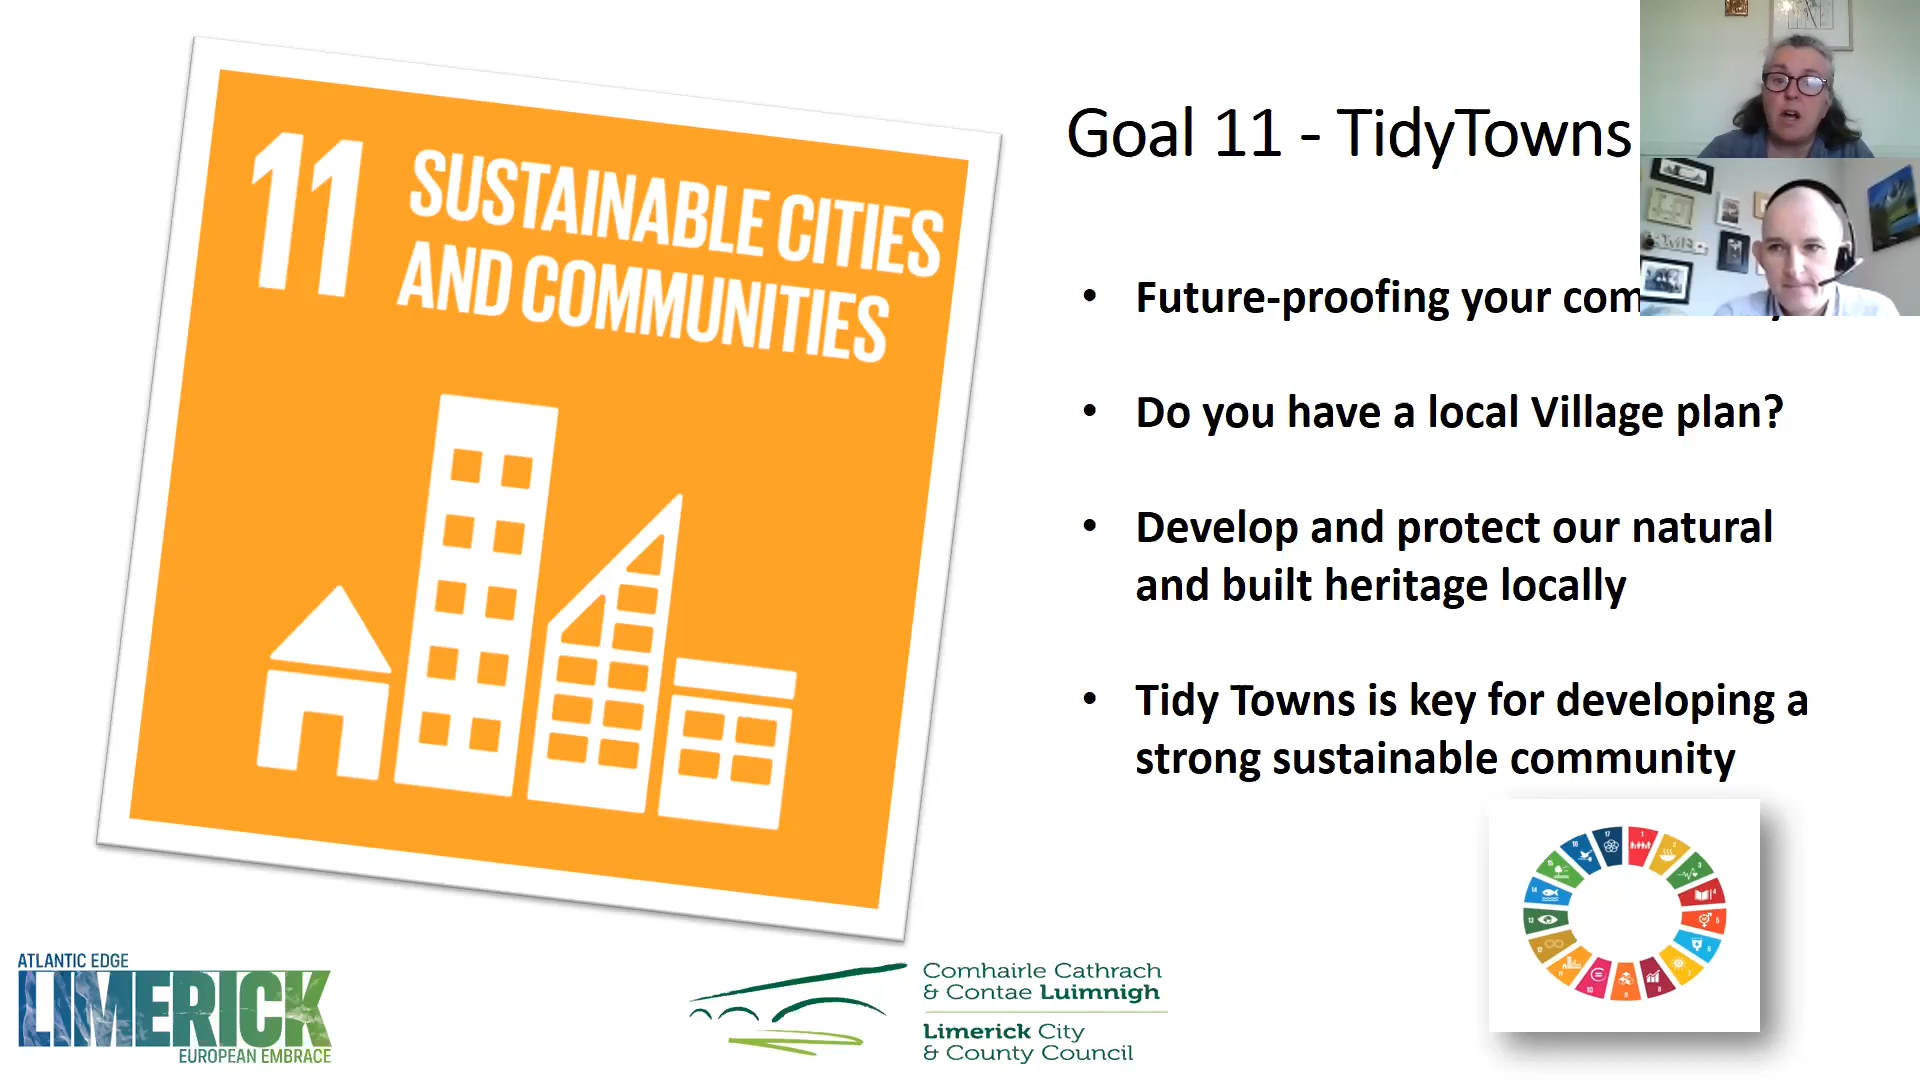 11 SUSTAINABLE CITIES
AND COMMUNITIES
Goal 11 - TidyTowns
• Future-proofing your com
• Do you have a local Village plan?
• Develop and protect our natural
and built heritage locally
• Tidy Towns is key for developing a
strong sustainable community
ATLANTIC EDGE
LIMERICK
EUROPEAN EMBRACE
Comhairle Cathrach
& Contae Luimnigh
Limerick City
& County Council